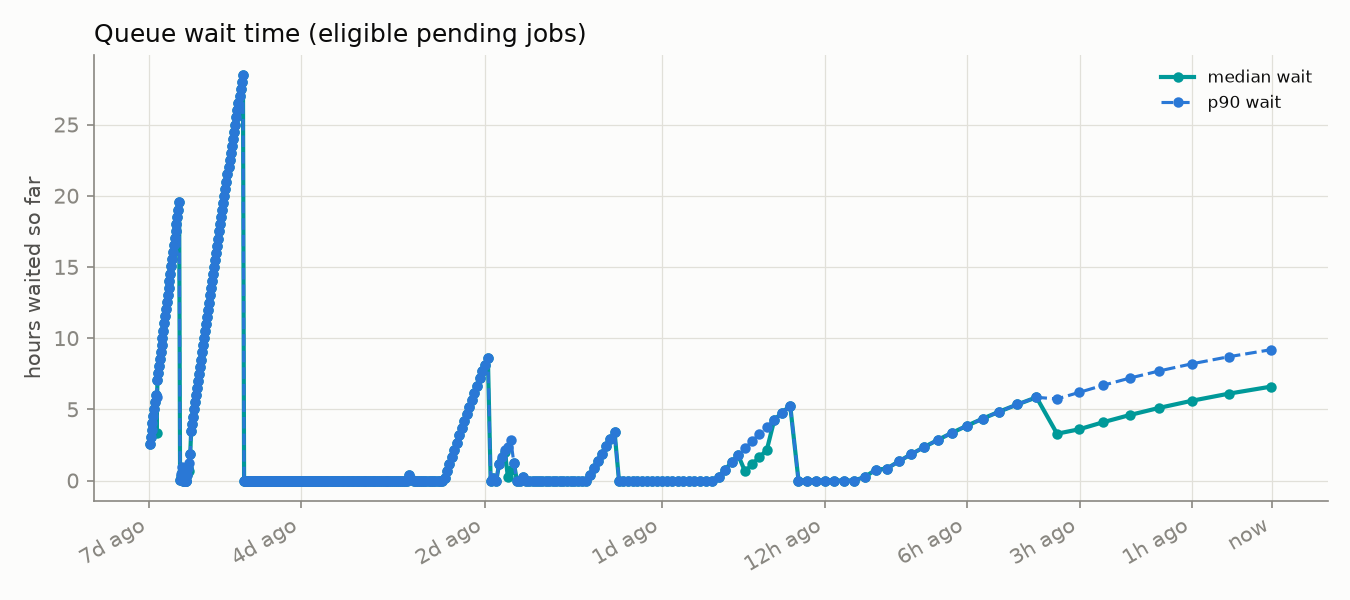 Queue wait time (eligible pending jobs)
median wait
p90 wait
hours waited so far
25
20
15
10
5
0
7d ago
4d ago
2d ago
1d ago
12h ago
6h ago
3h ago
1h ago
now